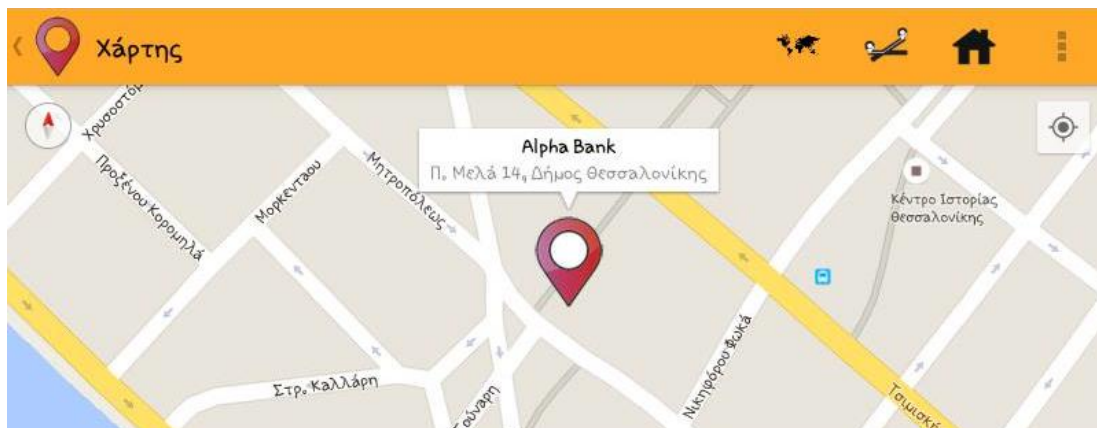 Χάρτης
Alpha Bank
Π. Μελά 14, Δήμος Θεσσαλονίκης
Προξένου Κορομηλά
Μορκεντάου
Μητροπόλεως
Κέντρο Ιστορίας
Θεσσαλονίκης
Στρ. Καλλάρη
Νικηφόρου Φωκά
Τσιμισκή